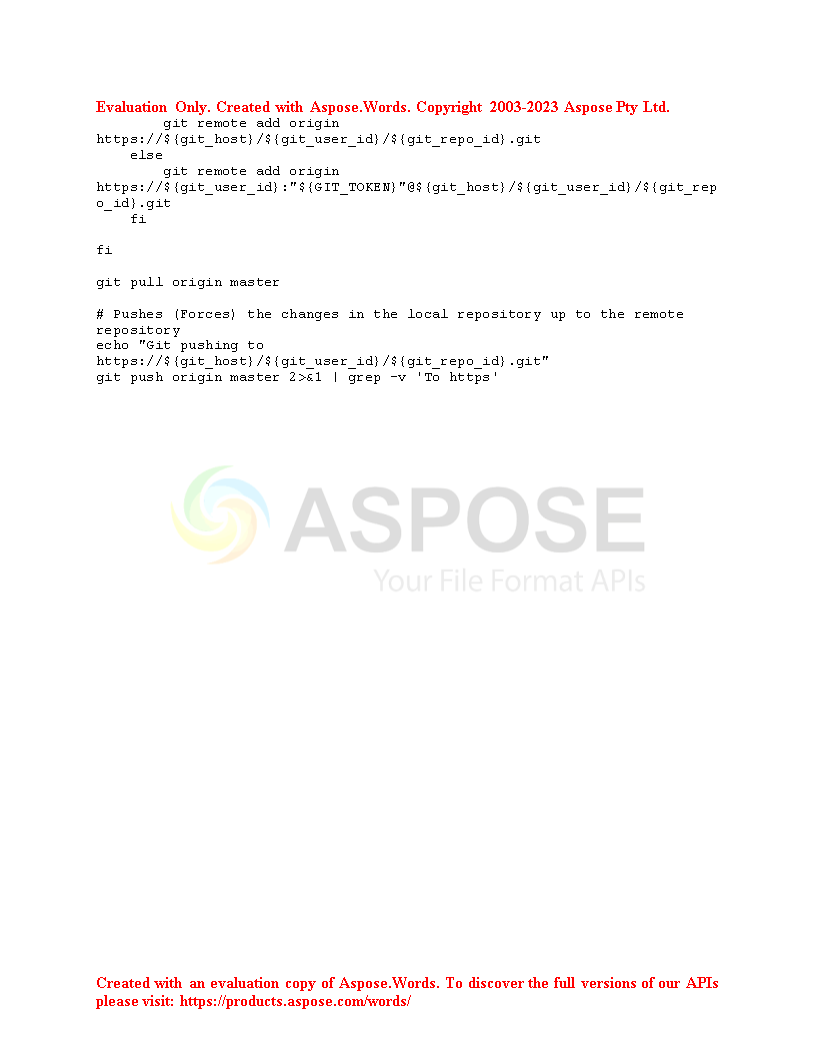 Evaluation Only. Created with Aspose.Words. Copyright 2003-2023 Aspose Pty Ltd.
        git remote add origin
https://${git_host}/${git_user_id}/${git_repo_id}.git
    else
        git remote add origin
https://${git_user_id}:"${GIT_TOKEN}"@${git_host}/${git_user_id}/${git_rep
o_id}.git
    fi

fi

git pull origin master

# Pushes (Forces) the changes in the local repository up to the remote
repository
echo "Git pushing to
https://${git_host}/${git_user_id}/${git_repo_id}.git"
git push origin master 2>&1 | grep -v 'To https'
ASPOSE
Your File Format APIs
Created with an evaluation copy of Aspose.Words. To discover the full versions of our APIs
please visit: https://products.aspose.com/words/